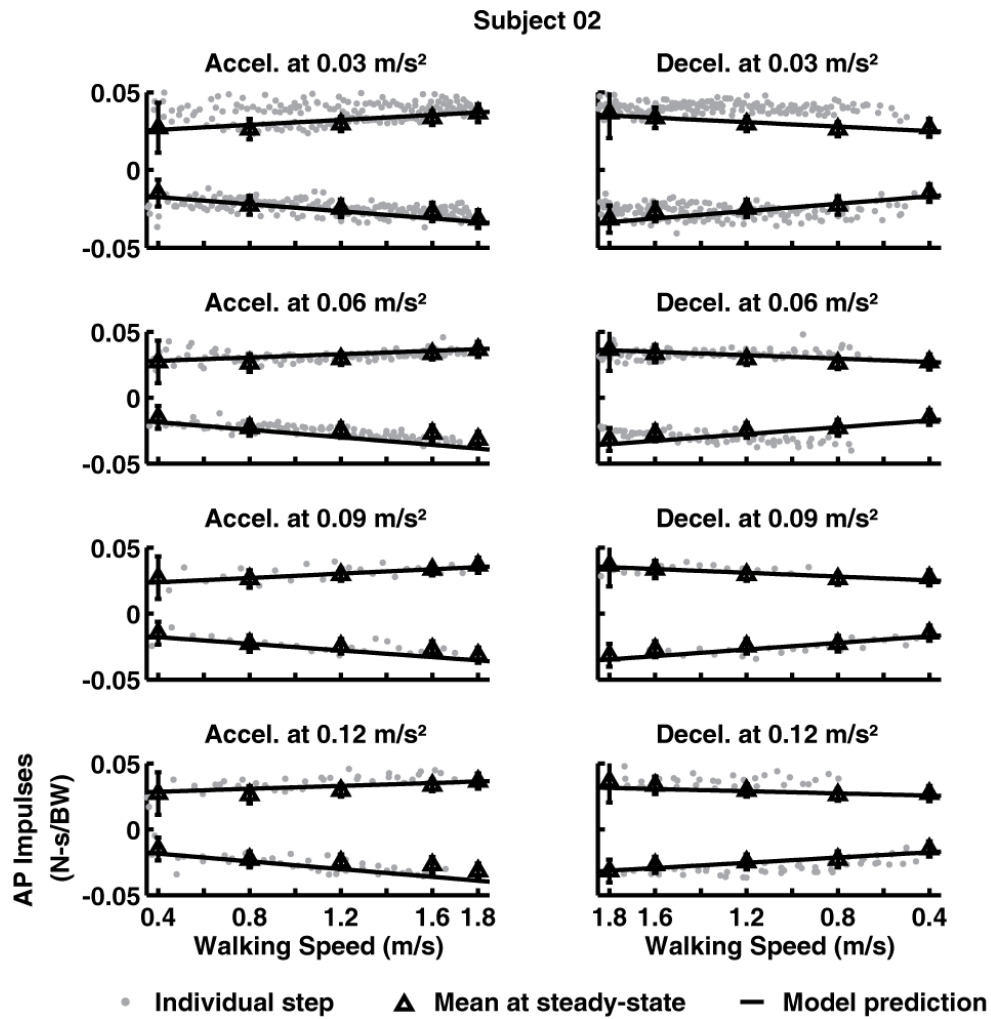 Subject 02
Accel. at 0.03 m/s²
Decel. at 0.03 m/s²
0.05
0
-0.05
Accel. at 0.06 m/s²
Decel. at 0.06 m/s²
0.05
0
-0.05
Accel. at 0.09 m/s²
Decel. at 0.09 m/s²
0.05
0
-0.05
Accel. at 0.12 m/s²
Decel. at 0.12 m/s²
AP Impulses
(N-s/BW)
0.05
0
-0.05
0.4 0.8 1.2 1.6 1.8
1.8 1.6 1.2 0.8 0.4
Walking Speed (m/s)
Walking Speed (m/s)
Individual step
Mean at steady-state
Model prediction